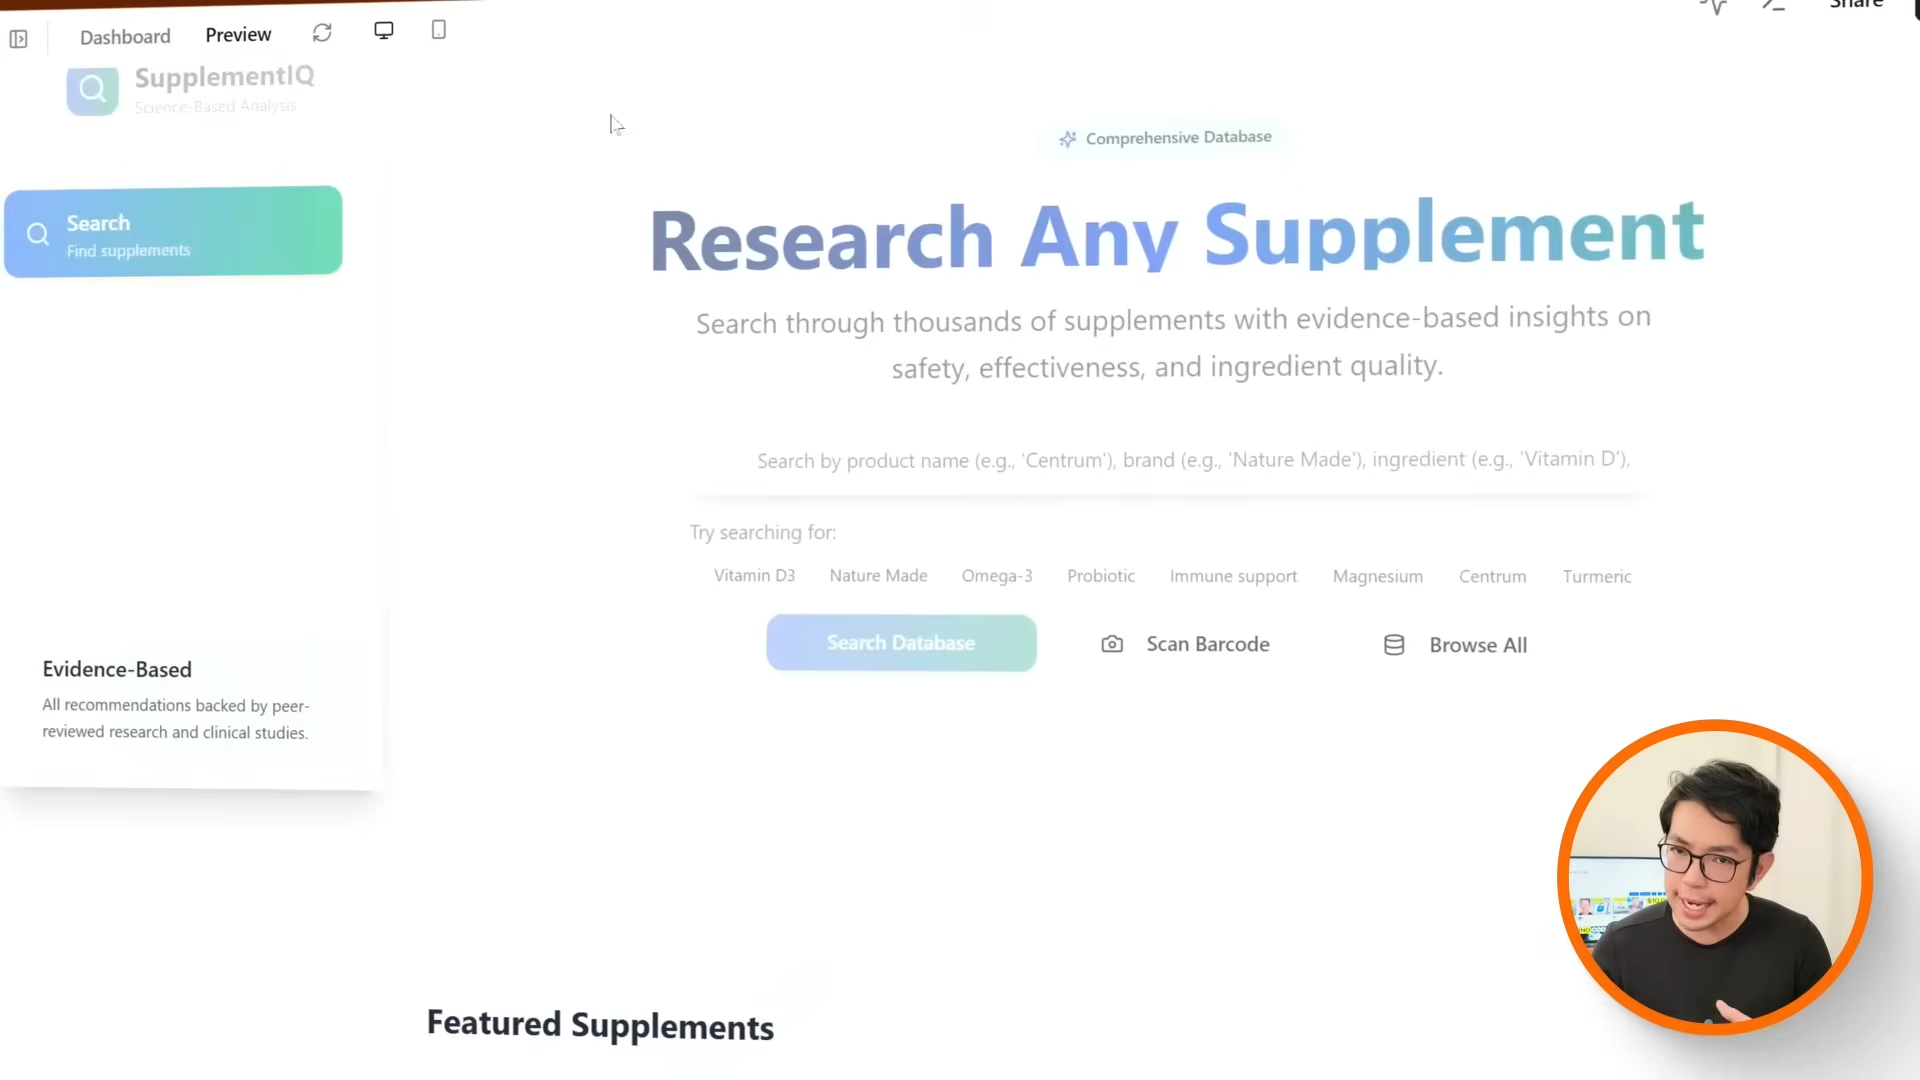 Dashboard
Preview
Share
SupplementIQ
Science-Based Analysis
Comprehensive Database
Search
Find supplements
Research Any Supplement
Search through thousands of supplements with evidence-based insights on
safety, effectiveness, and ingredient quality.
Search by product name (e.g., 'Centrum'), brand (e.g., 'Nature Made'), ingredient (e.g., 'Vitamin D'),
Try searching for:
Vitamin D3
Nature Made
Omega-3
Probiotic
Immune support
Magnesium
Centrum
Turmeric
Search Database
Scan Barcode
Browse All
Evidence-Based
All recommendations backed by peer-
reviewed research and clinical studies.
Featured Supplements